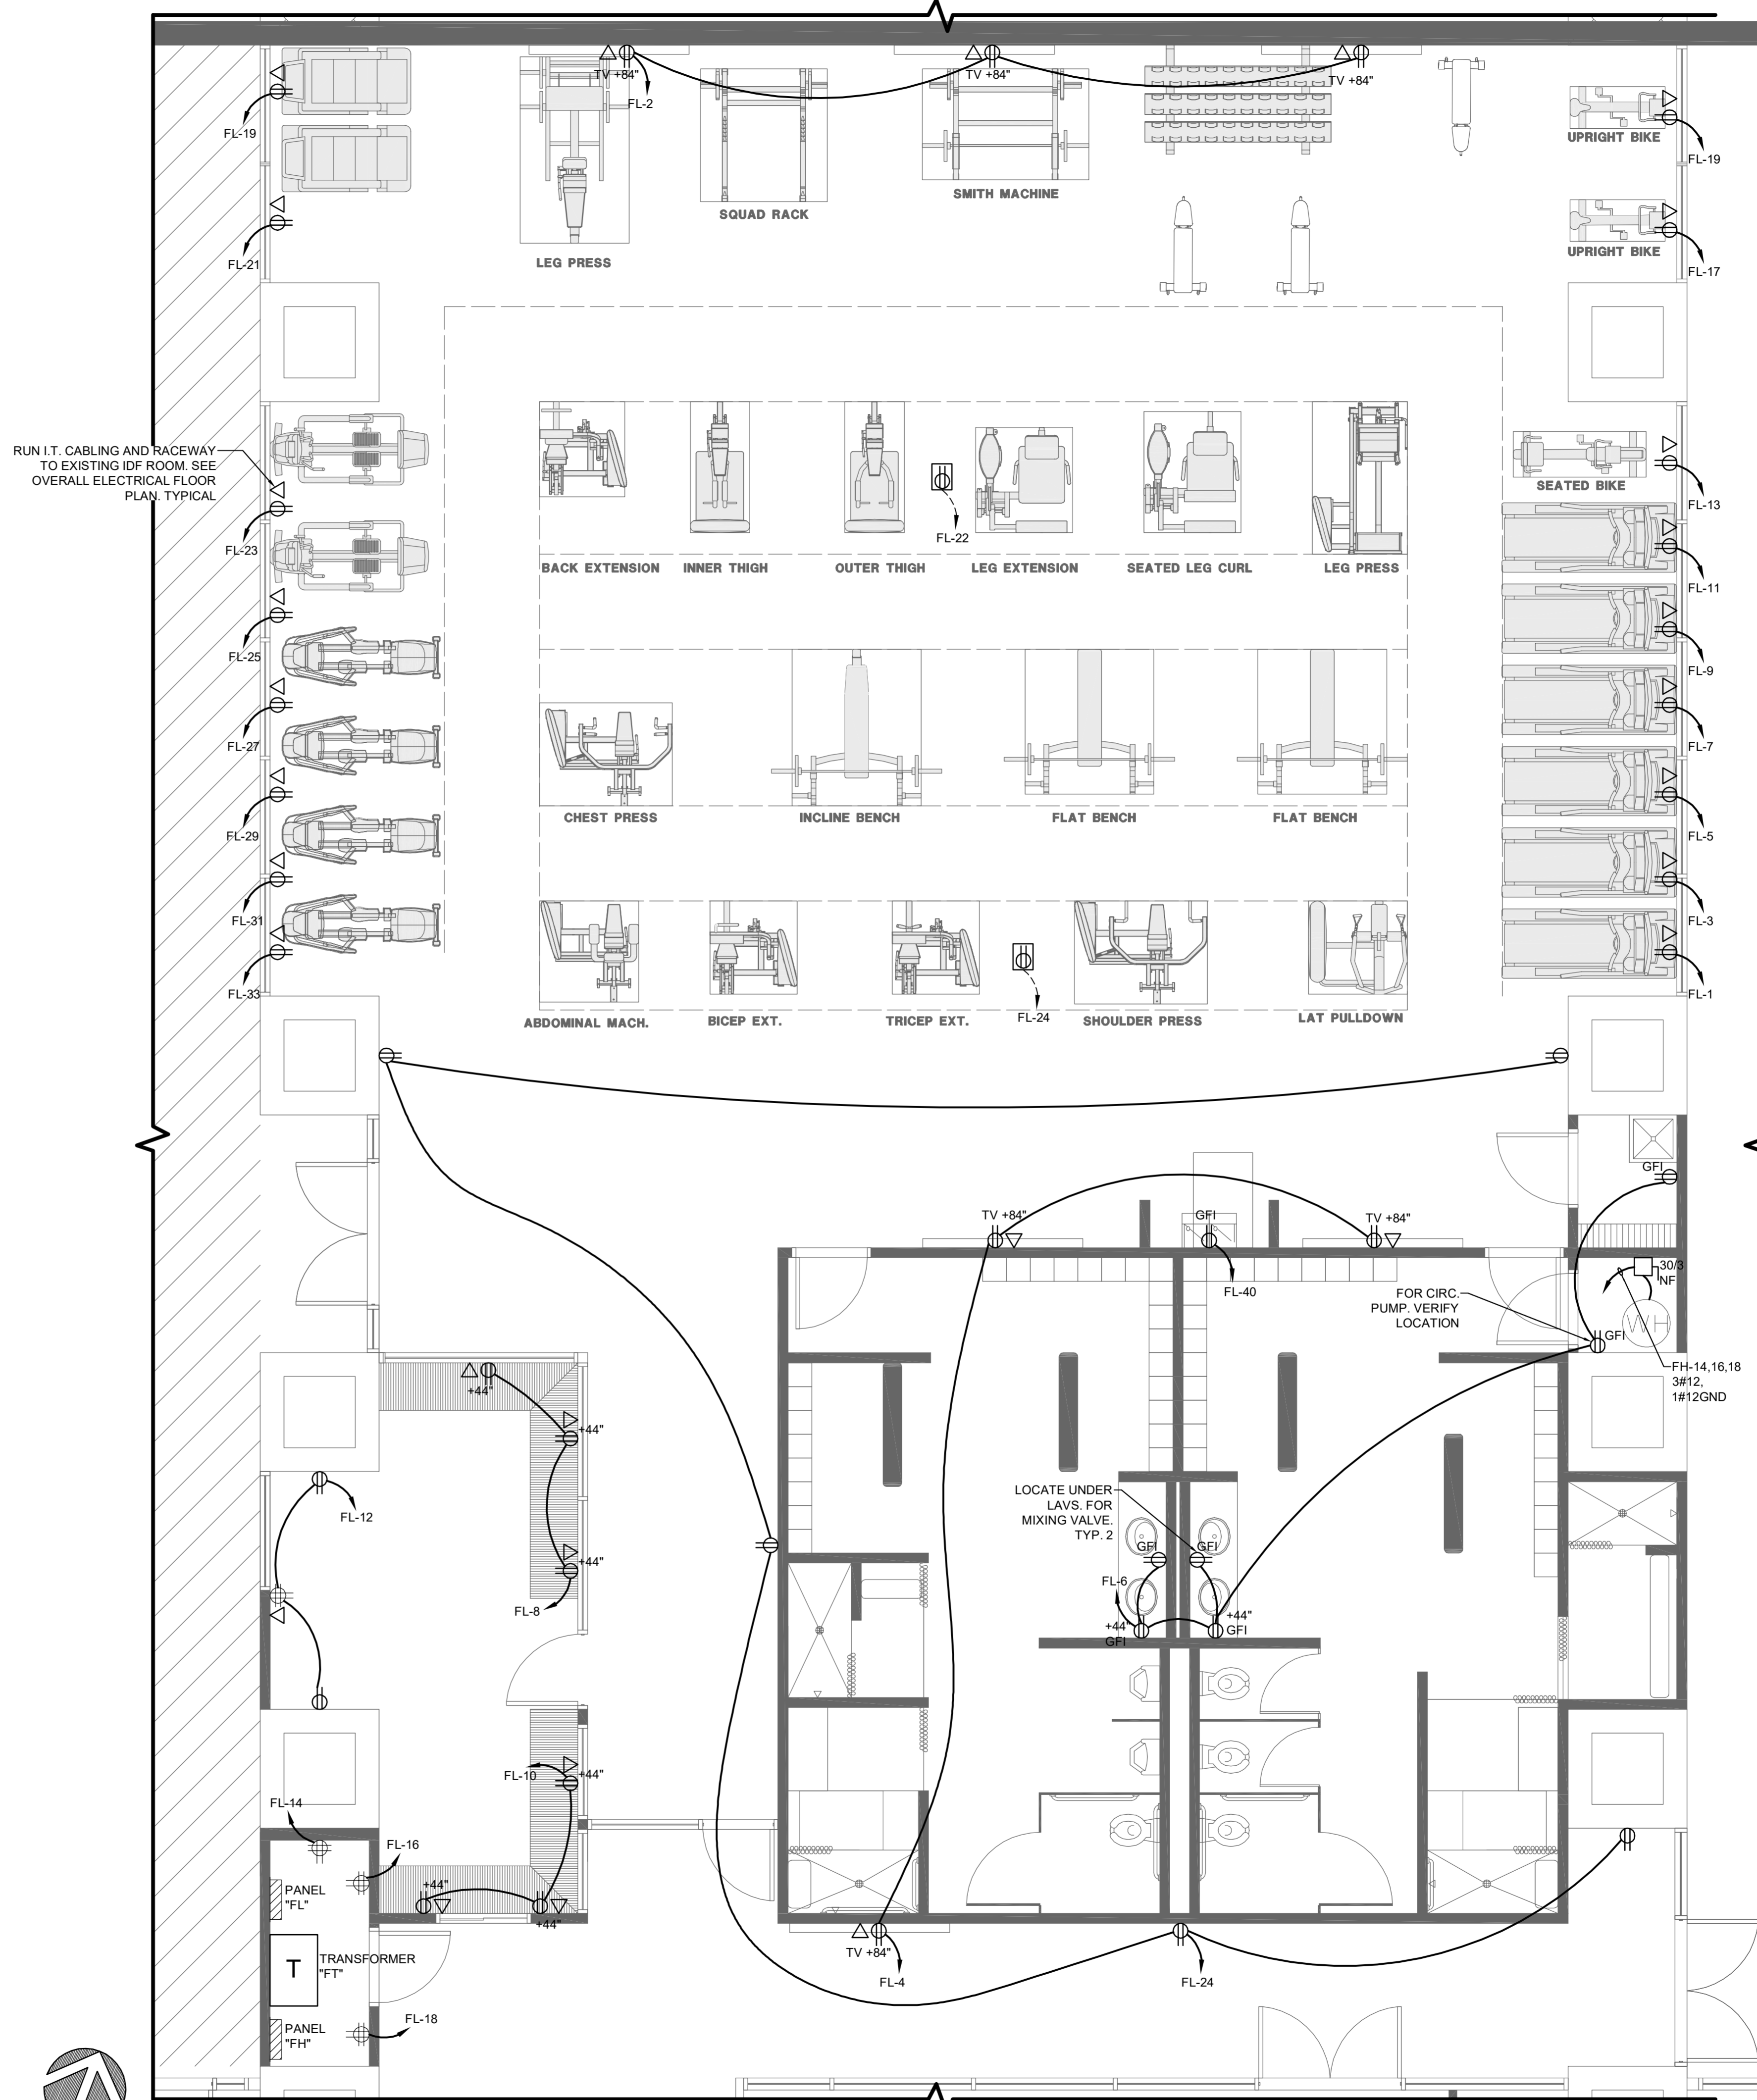 TV +84"
TV +84"
TV +84"
FL-2
FL-19
UPRIGHT BIKE
FL-19
SMITH MACHINE
SQUAD RACK
LEG PRESS
UPRIGHT BIKE
FL-21
FL-17
RUN I.T. CABLING AND RACEWAY
TO EXISTING IDF ROOM. SEE
OVERALL ELECTRICAL FLOOR
PLAN. TYPICAL
SEATED BIKE
FL-13
FL-23
FL-22
BACK EXTENSION
INNER THIGH
OUTER THIGH
LEG EXTENSION
SEATED LEG CURL
LEG PRESS
FL-11
FL-25
FL-9
FL-27
FL-7
CHEST PRESS
INCLINE BENCH
FLAT BENCH
FLAT BENCH
FL-29
FL-5
FL-31
FL-3
FL-33
FL-1
ABDOMINAL MACH.
BICEP EXT.
TRICEP EXT.
FL-24
SHOULDER PRESS
LAT PULLDOWN
GFI
TV +84"
GFI
TV +84"
FL-40
30/3
NF
FOR CIRC.
PUMP. VERIFY
LOCATION
GFI
WH
FH-14,16,18
3#12,
1#12GND
+44"
+44"
LOCATE UNDER
LAVS. FOR
MIXING VALVE.
TYP. 2
FL-12
GFI
GFI
+44"
FL-6
FL-8
+44"
GFI
+44"
GFI
FL-10
+44"
FL-14
FL-16
PANEL
"FL"
+44"
+44"
TV +84"
T
TRANSFORMER
"FT"
FL-4
FL-24
FL-18
PANEL
"FH"